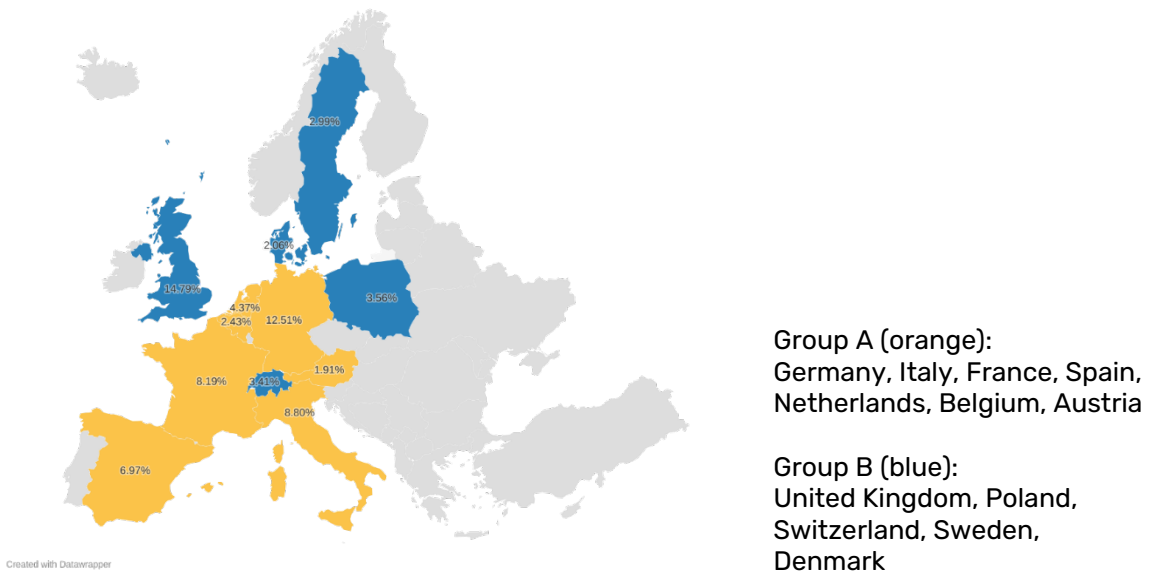 2.99%
2.06%
14.79%
3.56%
4.37%
2.43%
12.51%
1.91%
8.19%
3.41%
8.80%
6.97%
Group A (orange):
Germany, Italy, France, Spain,
Netherlands, Belgium, Austria
Group B (blue):
United Kingdom, Poland,
Switzerland, Sweden,
Denmark
Created with Datawrapper